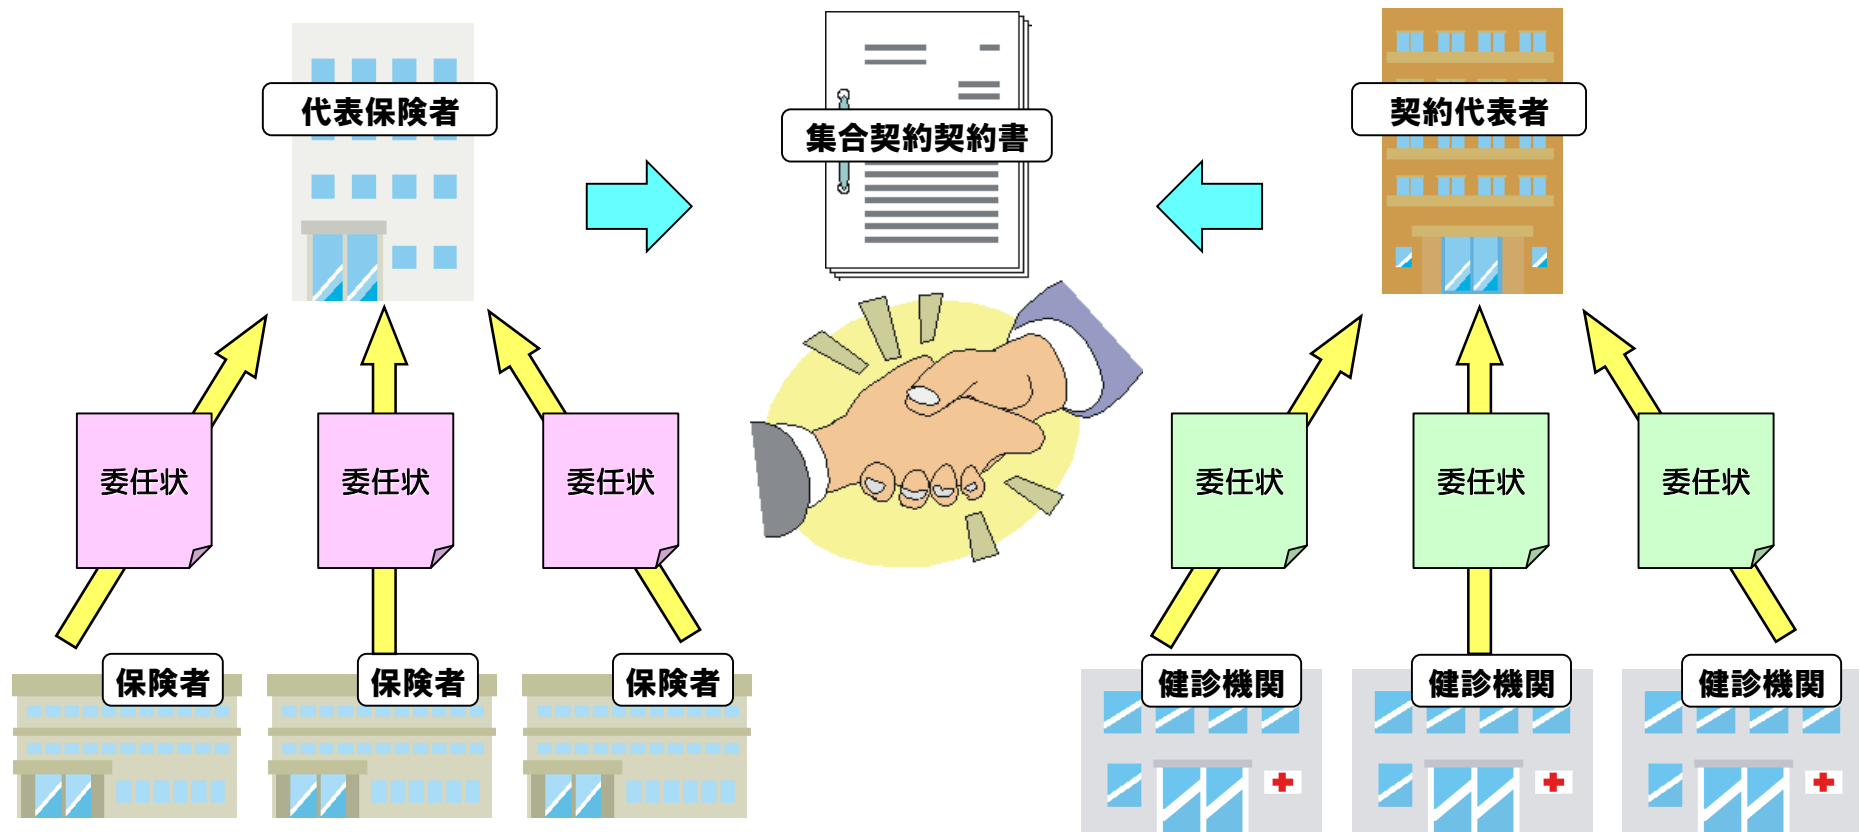 代表保険者
集合契約契約書
契約代表者
委任状
委任状
委任状
委任状
委任状
委任状
保険者
保険者
保険者
健診機関
健診機関
健診機関